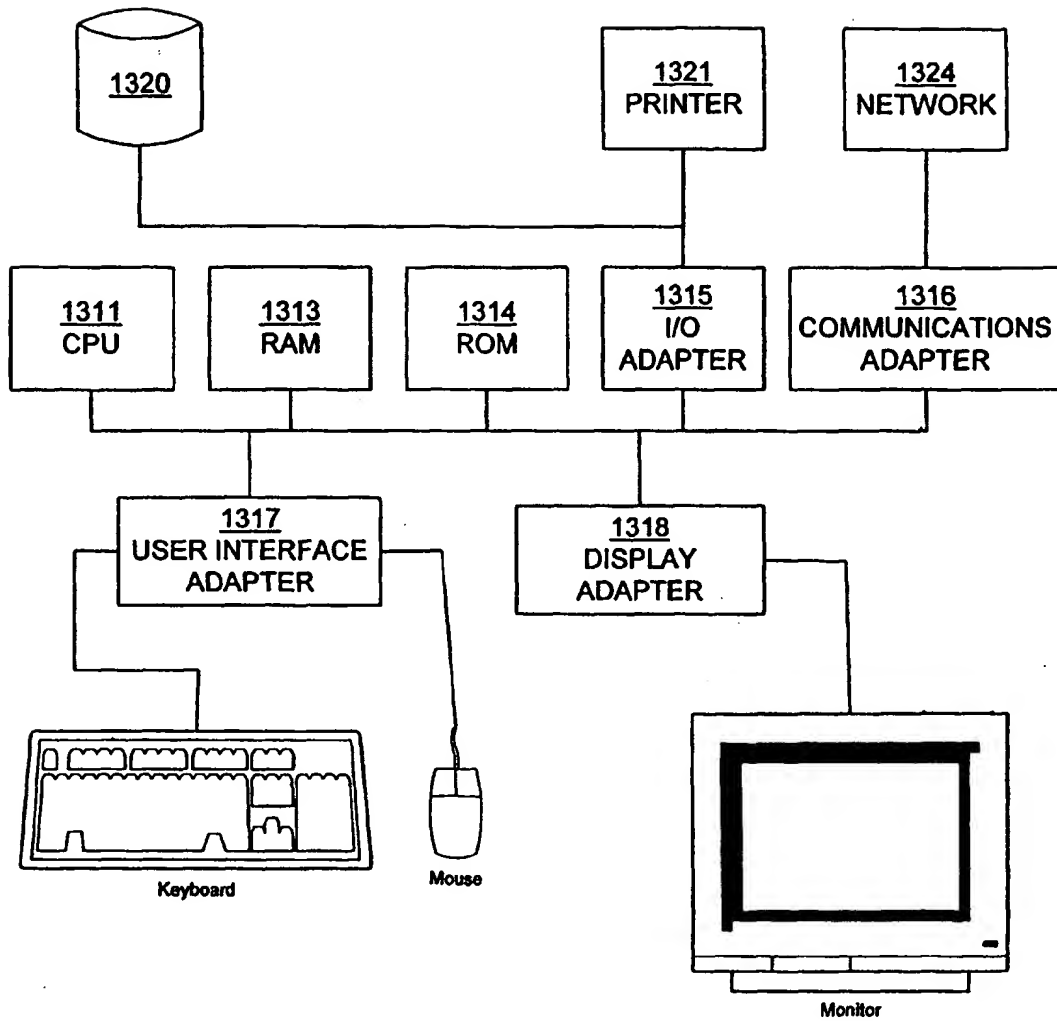 1320
1321
PRINTER
1324
NETWORK
1311
CPU
1313
RAM
1314
ROM
1315
I/O
ADAPTER
1316
COMMUNICATIONS
ADAPTER
1317
USER INTERFACE
ADAPTER
1318
DISPLAY
ADAPTER
Keyboard
Mouse
Monitor